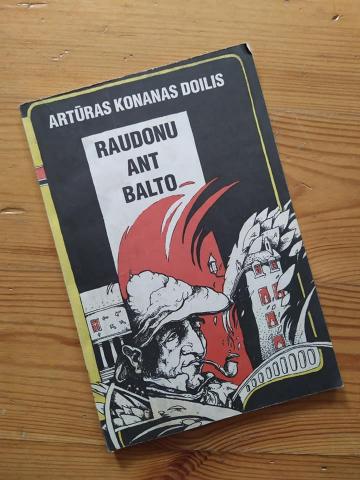 ARTŪRAS KONANAS DOILIS
RAUDONU
ANT
BALTO